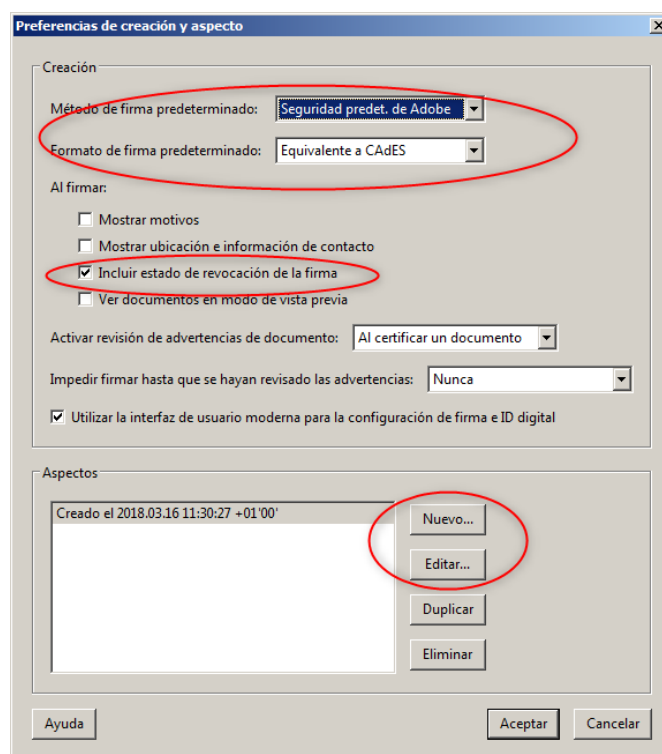 Preferencias de creación y aspecto
Creación
Método de firma predeterminado: Seguridad predet. de Adobe
Formato de firma predeterminado: Equivalente a CAdES
Al firmar:
Mostrar motivos
Mostrar ubicación e información de contacto
Incluir estado de revocación de la firma
Ver documentos en modo de vista previa
Activar revisión de advertencias de documento: Al certificar un documento
Impedir firmar hasta que se hayan revisado las advertencias: Nunca
Utilizar la interfaz de usuario moderna para la configuración de firma e ID digital
Aspectos
Creado el 2018.03.16 11:30:27 +01'00'
Nuevo...
Editar...
Duplicar
Eliminar
Ayuda Aceptar Cancelar